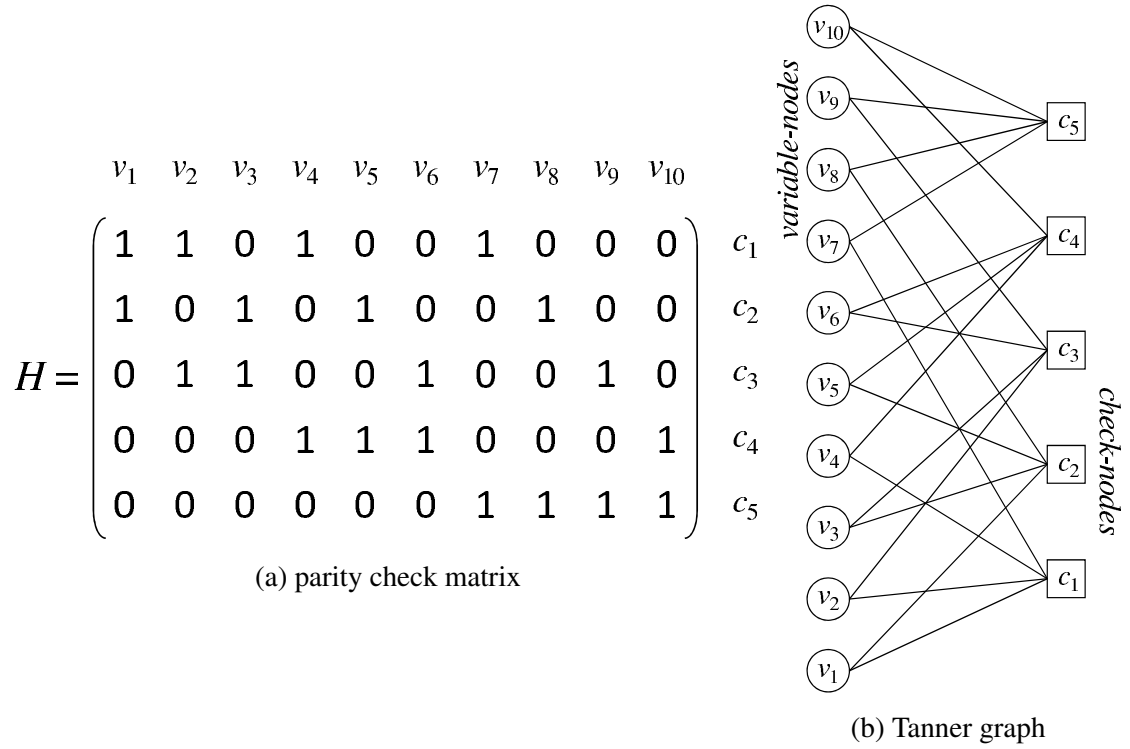 v1 v2 v3 v4 v5 v6 v7 v8 v9 v10
1 1 0 1 0 0 1 0 0 0 c1
1 0 1 0 1 0 0 1 0 0 c2
H = 0 1 1 0 0 1 0 0 1 0 c3
0 0 0 1 1 1 0 0 0 1 c4
0 0 0 0 0 0 1 1 1 1 c5
(a) parity check matrix
variable-nodes
v10
v9
v8
v7
v6
v5
v4
v3
v2
v1
c5
c4
c3
c2
c1
check-nodes
(b) Tanner graph